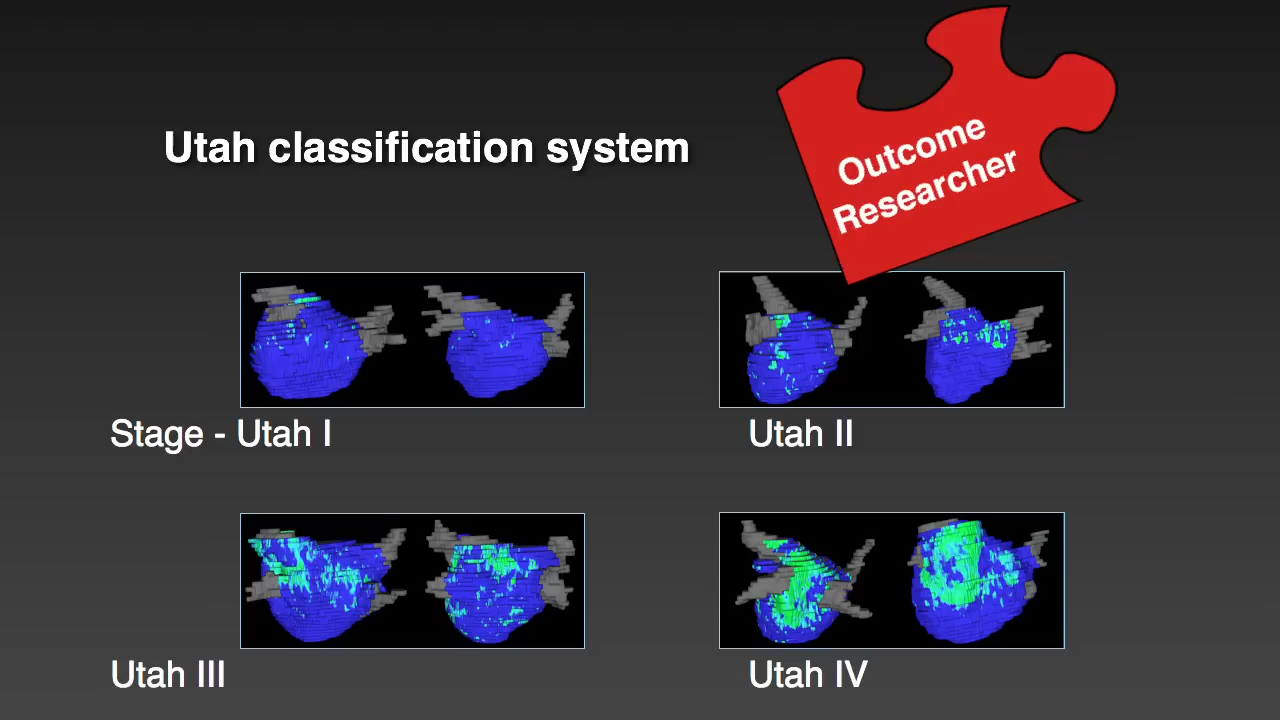 Utah classification system
Outcome
Researcher
Stage - Utah I
Utah II
Utah III
Utah IV